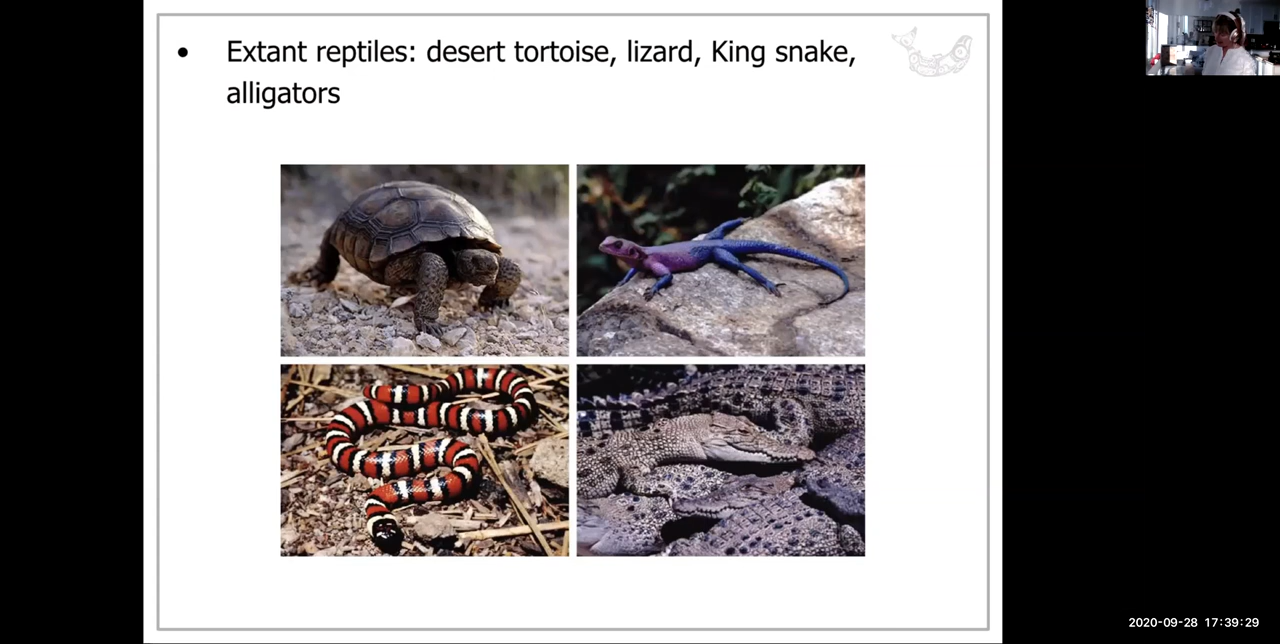 • Extant reptiles: desert tortoise, lizard, King snake,
alligators
2020-09-28 17:39:29